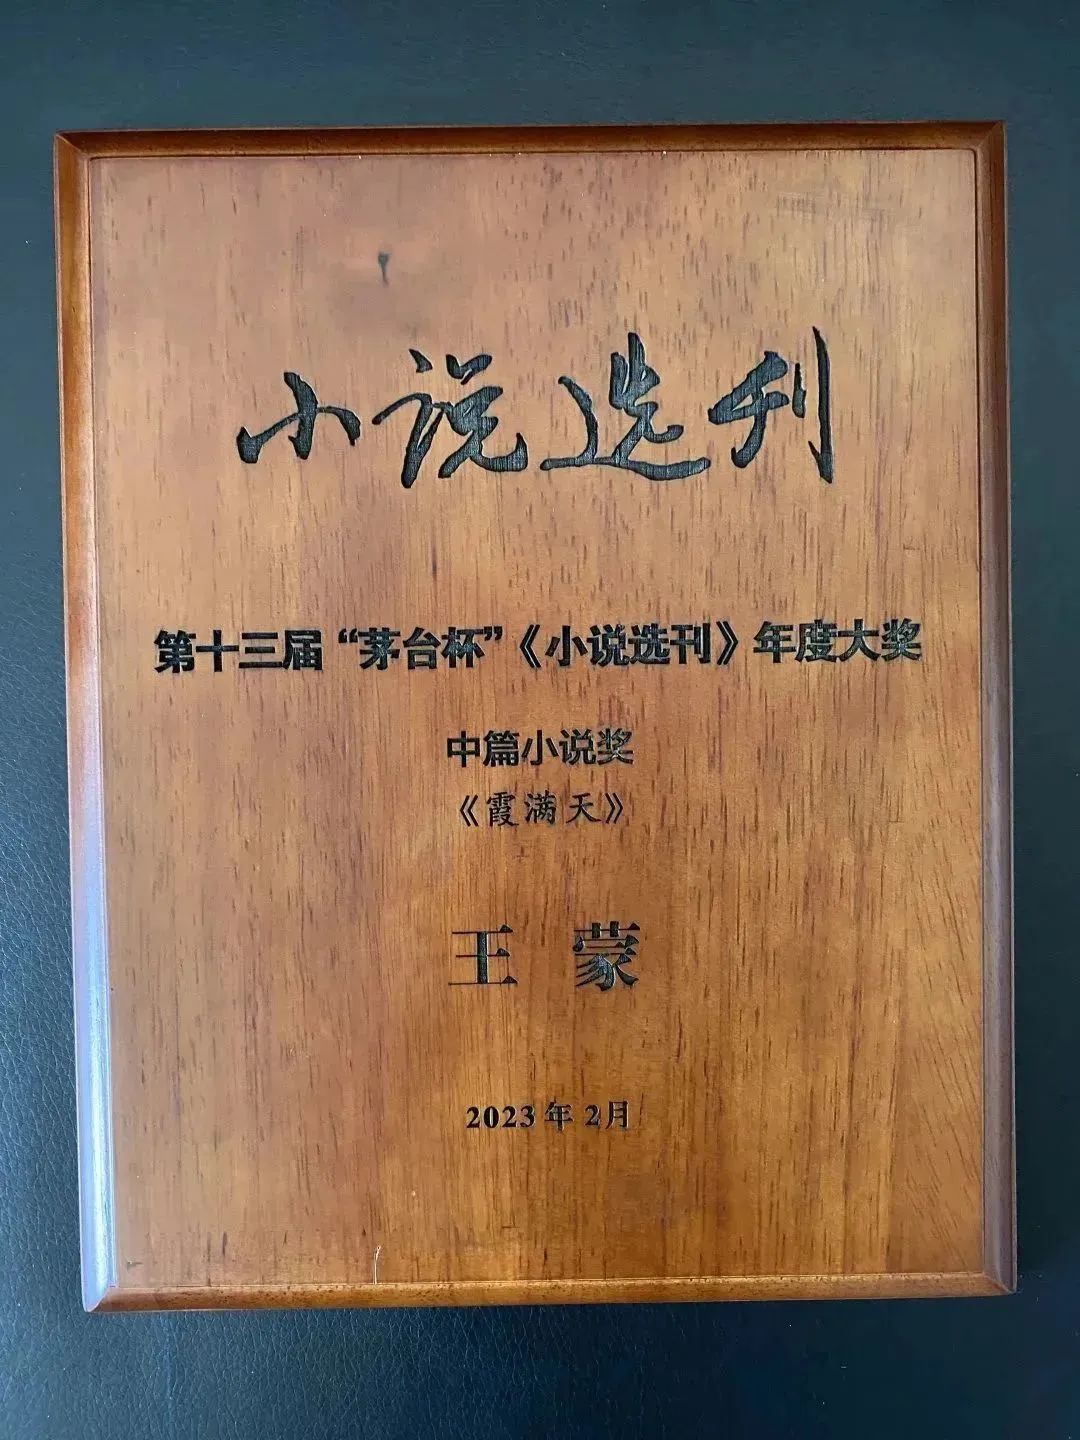 小说选刊
第十三届“茅台杯”《小说选刊》年度大奖
中篇小说奖
《霞满天》
王 蒙
2023年2月